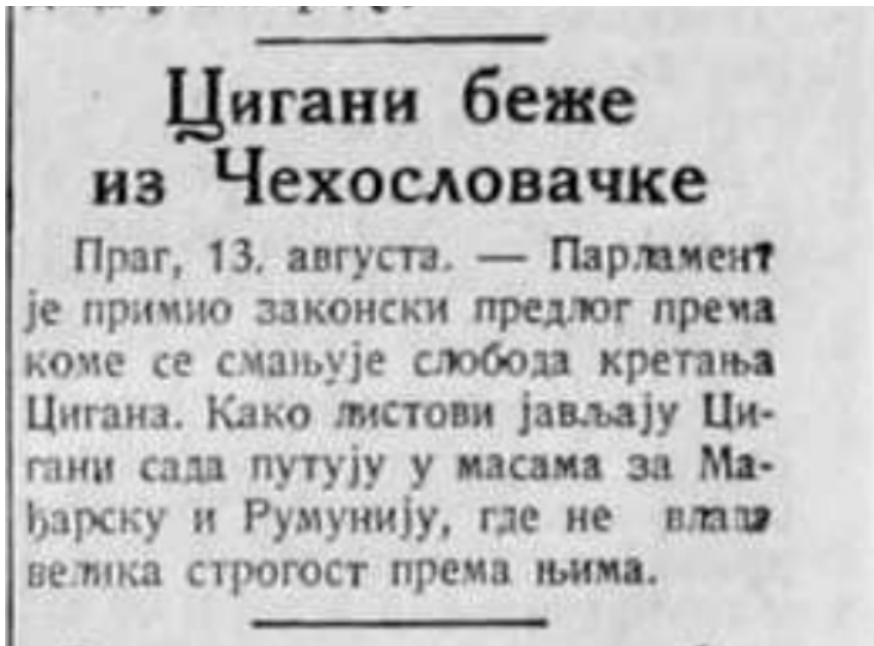 Цигани беже
из Чехословачке
Праг, 13. августа. — Парламент
је примио законски предлог према
коме се смањује слобода кретања
Цигана. Како листови јављају Ци-
гани сада путују у масама за Ма-
ђарску и Румунију, где не влада
велика строгост према њима.